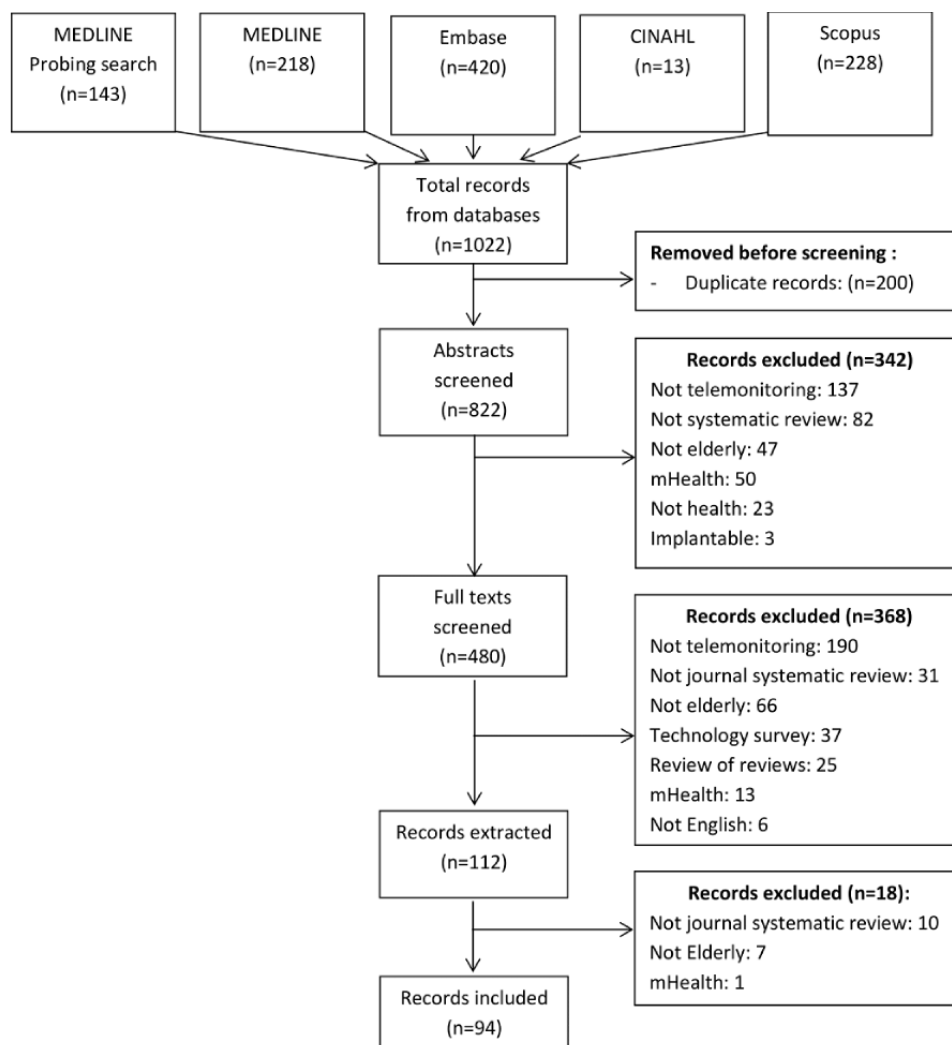 MEDLINE
Probing search
(n=143)
MEDLINE
(n=218)
Embase
(n=420)
CINAHL
(n=13)
Scopus
(n=228)
Total records
from databases
(n=1022)
Removed before screening :
- Duplicate records: (n=200)
Abstracts
screened
(n=822)
Records excluded (n=342)
Not telemonitoring: 137
Not systematic review: 82
Not elderly: 47
mHealth: 50
Not health: 23
Implantable: 3
Full texts
screened
(n=480)
Records excluded (n=368)
Not telemonitoring: 190
Not journal systematic review: 31
Not elderly: 66
Technology survey: 37
Review of reviews: 25
mHealth: 13
Not English: 6
Records extracted
(n=112)
Records excluded (n=18):
Not journal systematic review: 10
Not Elderly: 7
mHealth: 1
Records included
(n=94)